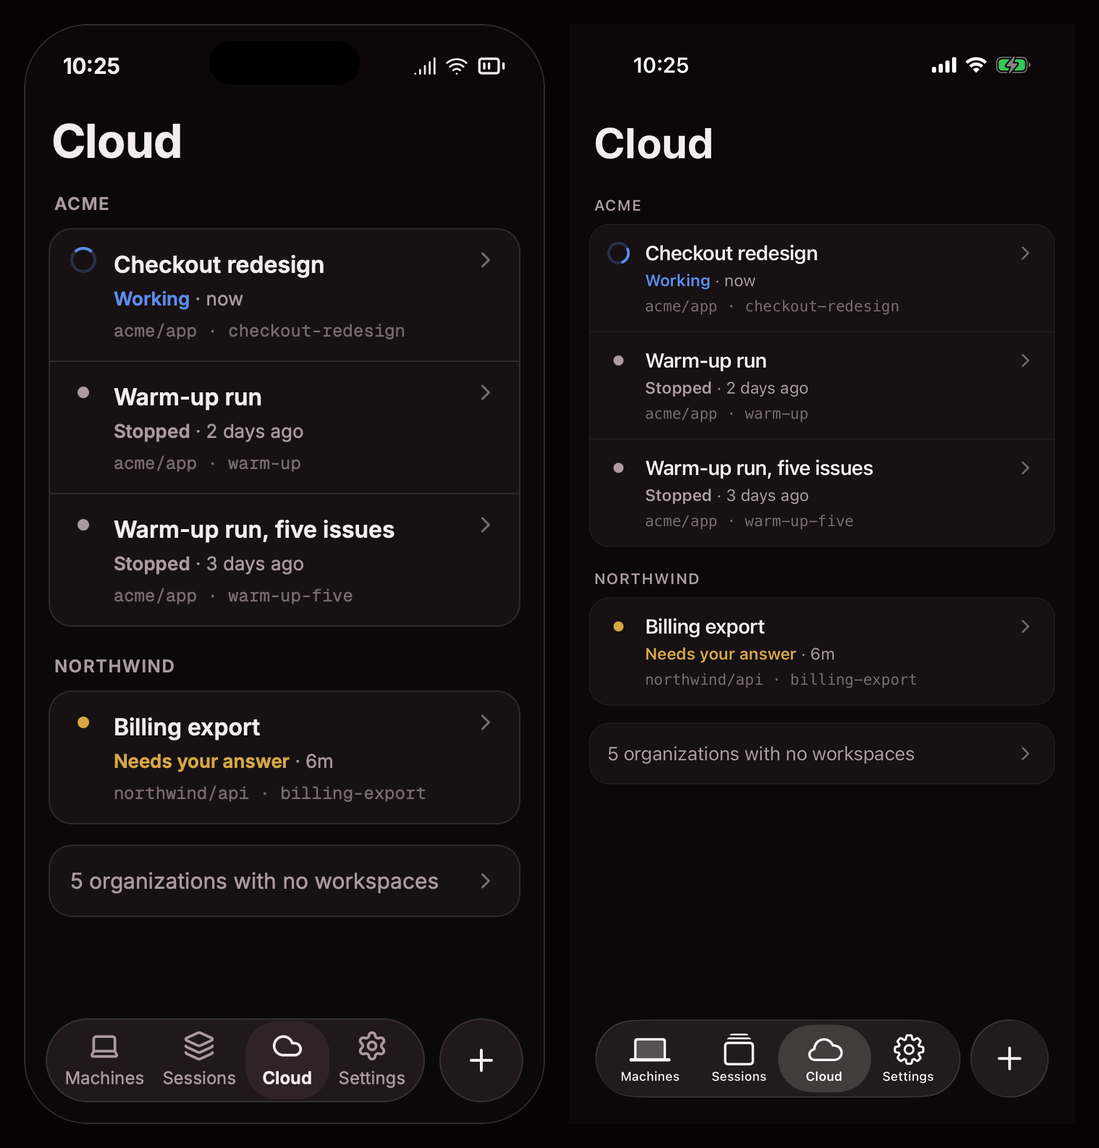 10:25
Cloud
ACME
Checkout redesign
Working · now
acme/app · checkout-redesign
Warm-up run
Stopped · 2 days ago
acme/app · warm-up
Warm-up run, five issues
Stopped · 3 days ago
acme/app · warm-up-five
NORTHWIND
Billing export
Needs your answer · 6m
northwind/api · billing-export
5 organizations with no workspaces
Machines Sessions Cloud Settings
10:25
Cloud
ACME
Checkout redesign
Working · now
acme/app · checkout-redesign
Warm-up run
Stopped · 2 days ago
acme/app · warm-up
Warm-up run, five issues
Stopped · 3 days ago
acme/app · warm-up-five
NORTHWIND
Billing export
Needs your answer · 6m
northwind/api · billing-export
5 organizations with no workspaces
Machines Sessions Cloud Settings